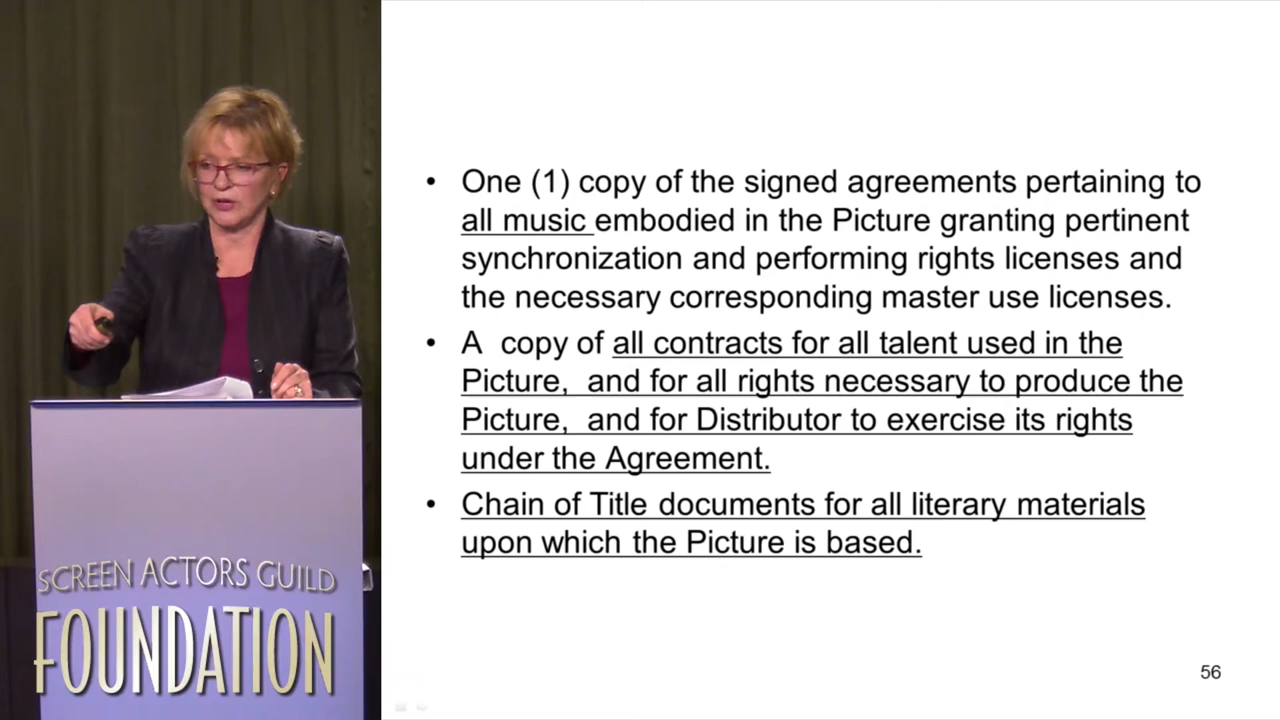 • One (1) copy of the signed agreements pertaining to
all music embodied in the Picture granting pertinent
synchronization and performing rights licenses and
the necessary corresponding master use licenses.
• A copy of all contracts for all talent used in the
Picture, and for all rights necessary to produce the
Picture, and for Distributor to exercise its rights
under the Agreement.
• Chain of Title documents for all literary materials
upon which the Picture is based.
56
SCREEN ACTORS GUILD
FOUNDATION